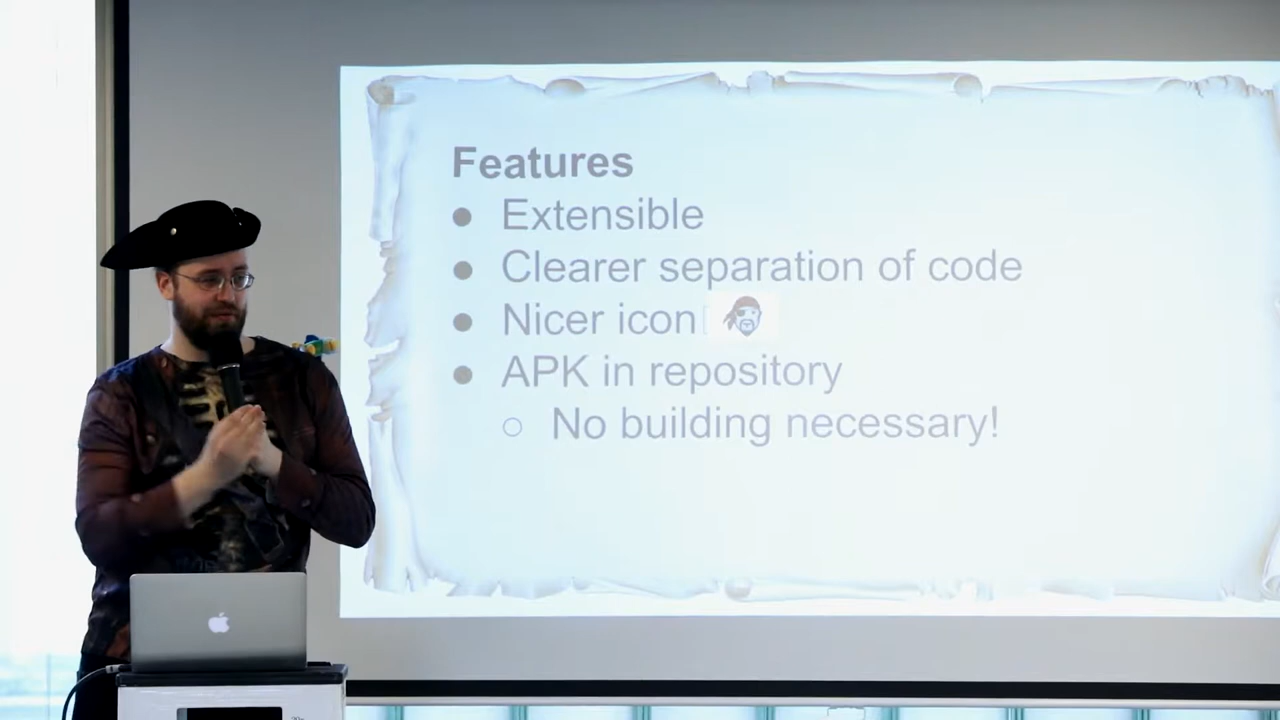 Features
● Extensible
● Clearer separation of code
● Nicer icon
● APK in repository
○ No building necessary!